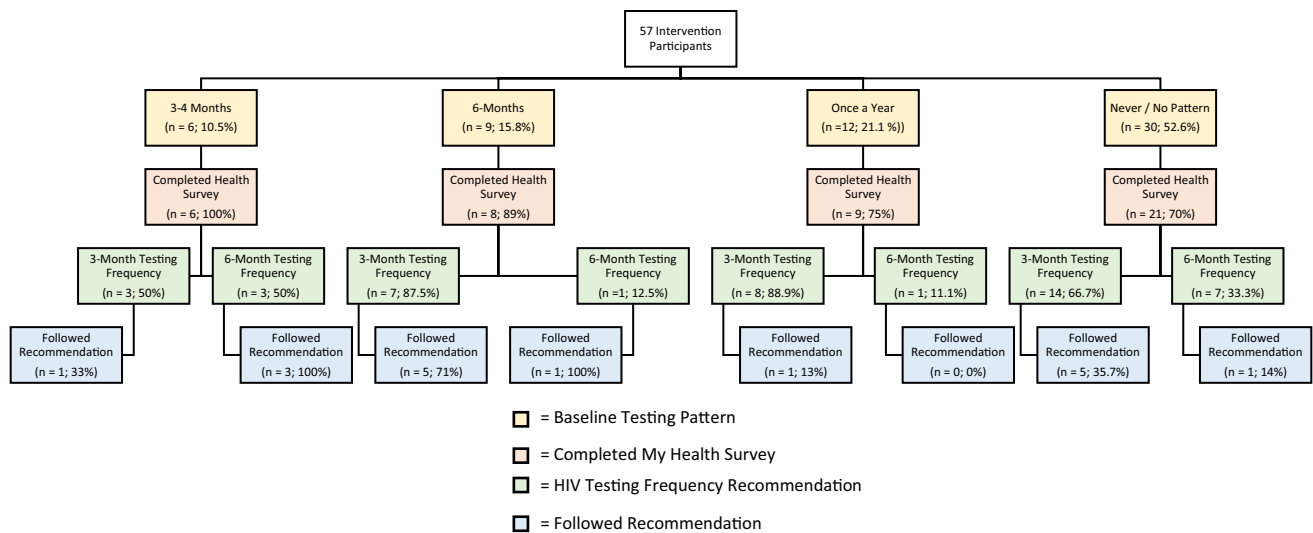 57 Intervention
Participants
3-4 Months
(n = 6; 10.5%)
6-Months
(n = 9; 15.8%)
Once a Year
(n =12; 21.1 %))
Never / No Pattern
(n = 30; 52.6%)
Completed Health
Survey
(n = 6; 100%)
Completed Health
Survey
(n = 8; 89%)
Completed Health
Survey
(n = 9; 75%)
Completed Health
Survey
(n = 21; 70%)
3-Month Testing
Frequency
(n = 3; 50%)
6-Month Testing
Frequency
(n = 3; 50%)
3-Month Testing
Frequency
(n = 7; 87.5%)
6-Month Testing
Frequency
(n =1; 12.5%)
3-Month Testing
Frequency
(n = 8; 88.9%)
6-Month Testing
Frequency
(n = 1; 11.1%)
3-Month Testing
Frequency
(n = 14; 66.7%)
6-Month Testing
Frequency
(n = 7; 33.3%)
Followed
Recommendation
(n = 1; 33%)
Followed
Recommendation
(n = 3; 100%)
Followed
Recommendation
(n = 5; 71%)
Followed
Recommendation
(n = 1; 100%)
Followed
Recommendation
(n = 1; 13%)
Followed
Recommendation
(n = 0; 0%)
Followed
Recommendation
(n = 5; 35.7%)
Followed
Recommendation
(n = 1; 14%)
= Baseline Testing Pattern
= Completed My Health Survey
= HIV Testing Frequency Recommendation
= Followed Recommendation